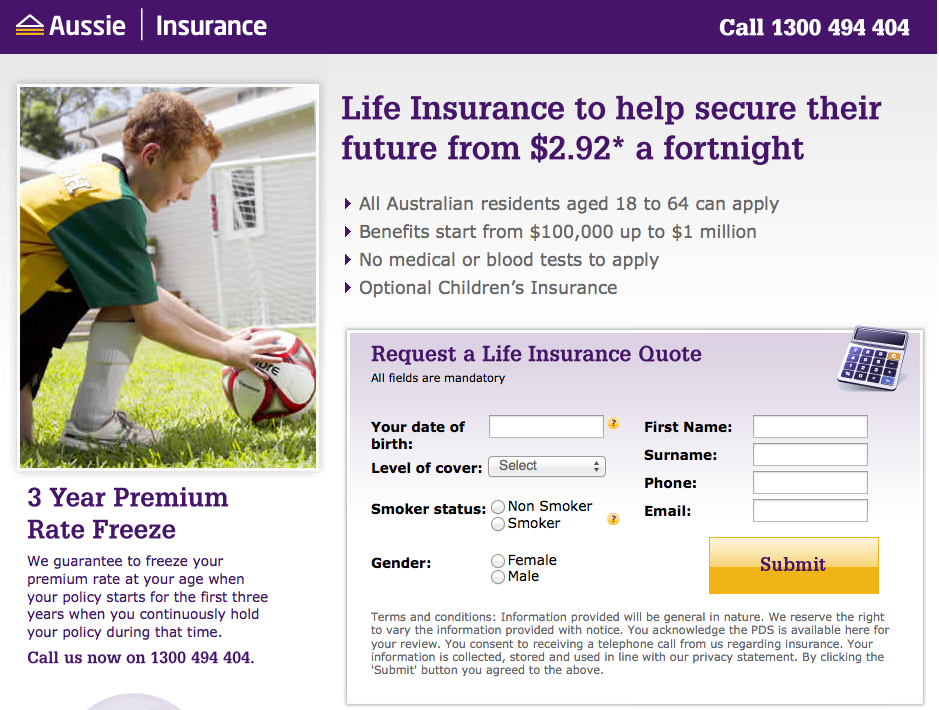 Aussie | Insurance
Call 1300 494 404
Life Insurance to help secure their
future from $2.92* a fortnight
All Australian residents aged 18 to 64 can apply
Benefits start from $100,000 up to $1 million
No medical or blood tests to apply
Optional Children's Insurance
3 Year Premium
Rate Freeze
We guarantee to freeze your
premium rate at your age when
your policy starts for the first three
years when you continuously hold
your policy during that time.
Call us now on 1300 494 404.
Request a Life Insurance Quote
All fields are mandatory
Your date of
birth:
?
Level of cover:
Select
Smoker status:
Non Smoker
Smoker
?
Gender:
Female
Male
First Name:
Surname:
Phone:
Email:
Submit
Terms and conditions: Information provided will be general in nature. We reserve the right
to vary the information provided with notice. You acknowledge the PDS is available here for
your review. You consent to receiving a telephone call from us regarding insurance. Your
information is collected, stored and used in line with our privacy statement. By clicking the
'Submit' button you agreed to the above.